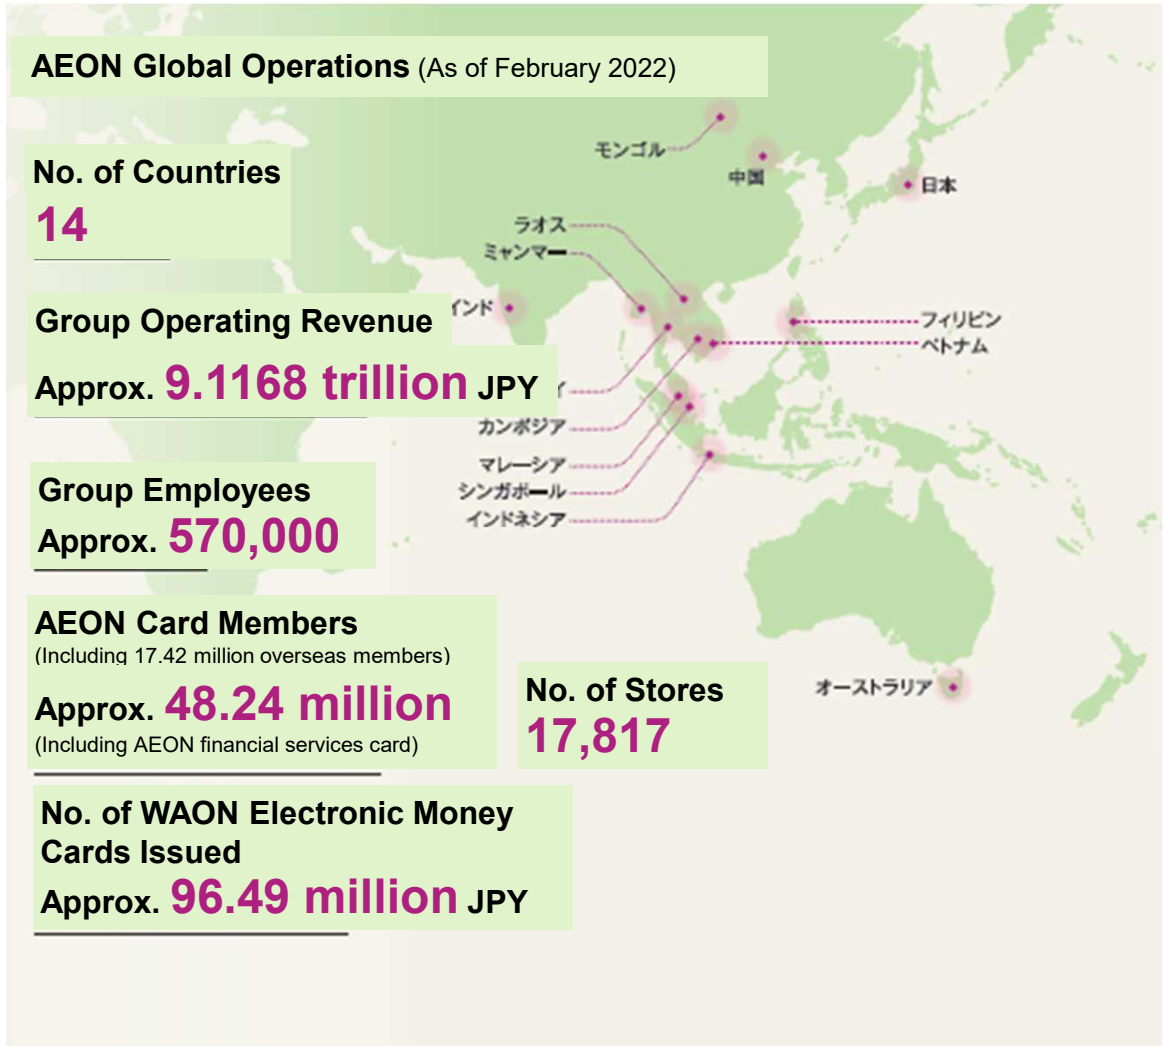 AEON Global Operations (As of February 2022)
No. of Countries
14
Group Operating Revenue
Approx. 9.1168 trillion JPY
Group Employees
Approx. 570,000
AEON Card Members
(Including 17.42 million overseas members)
Approx. 48.24 million
(Including AEON financial services card)
No. of Stores
17,817
No. of WAON Electronic Money
Cards Issued
Approx. 96.49 million JPY
モンゴル
中国
日本
ラオス
ミャンマー
インド
フィリピン
ベトナム
カンボジア
マレーシア
シンガポール
インドネシア
オーストラリア